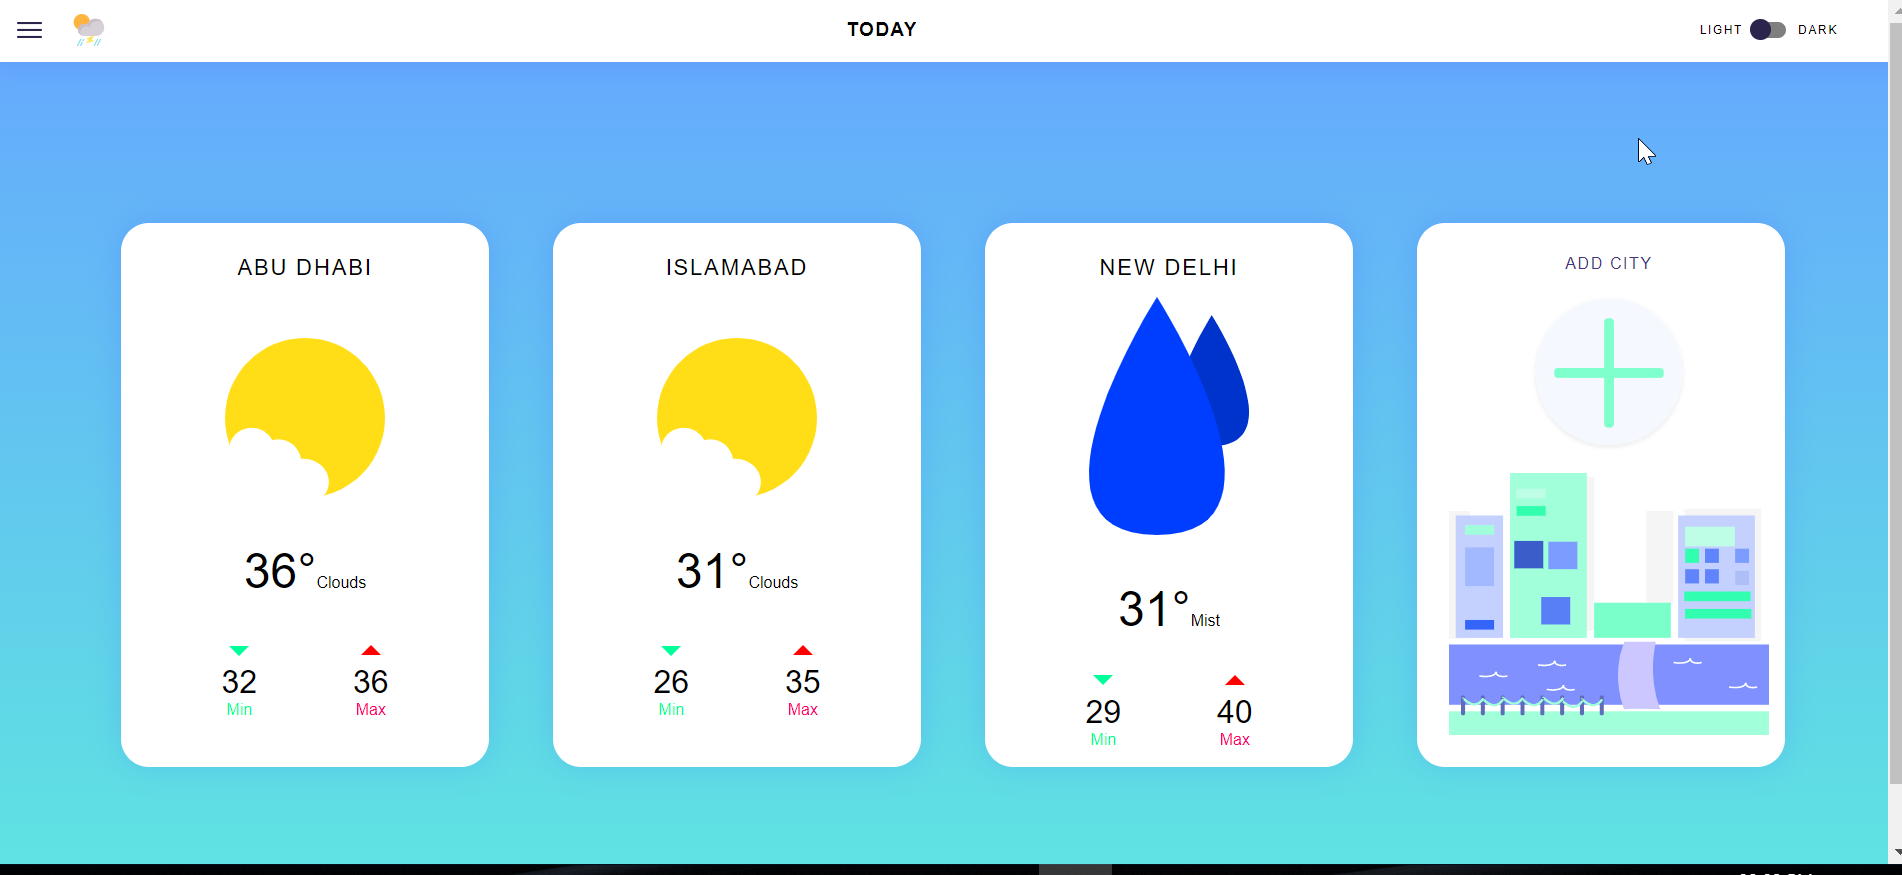 TODAY
LIGHT DARK
ABU DHABI
36° Clouds
32 36
Min Max
ISLAMABAD
31° Clouds
26 35
Min Max
NEW DELHI
31° Mist
29 40
Min Max
ADD CITY